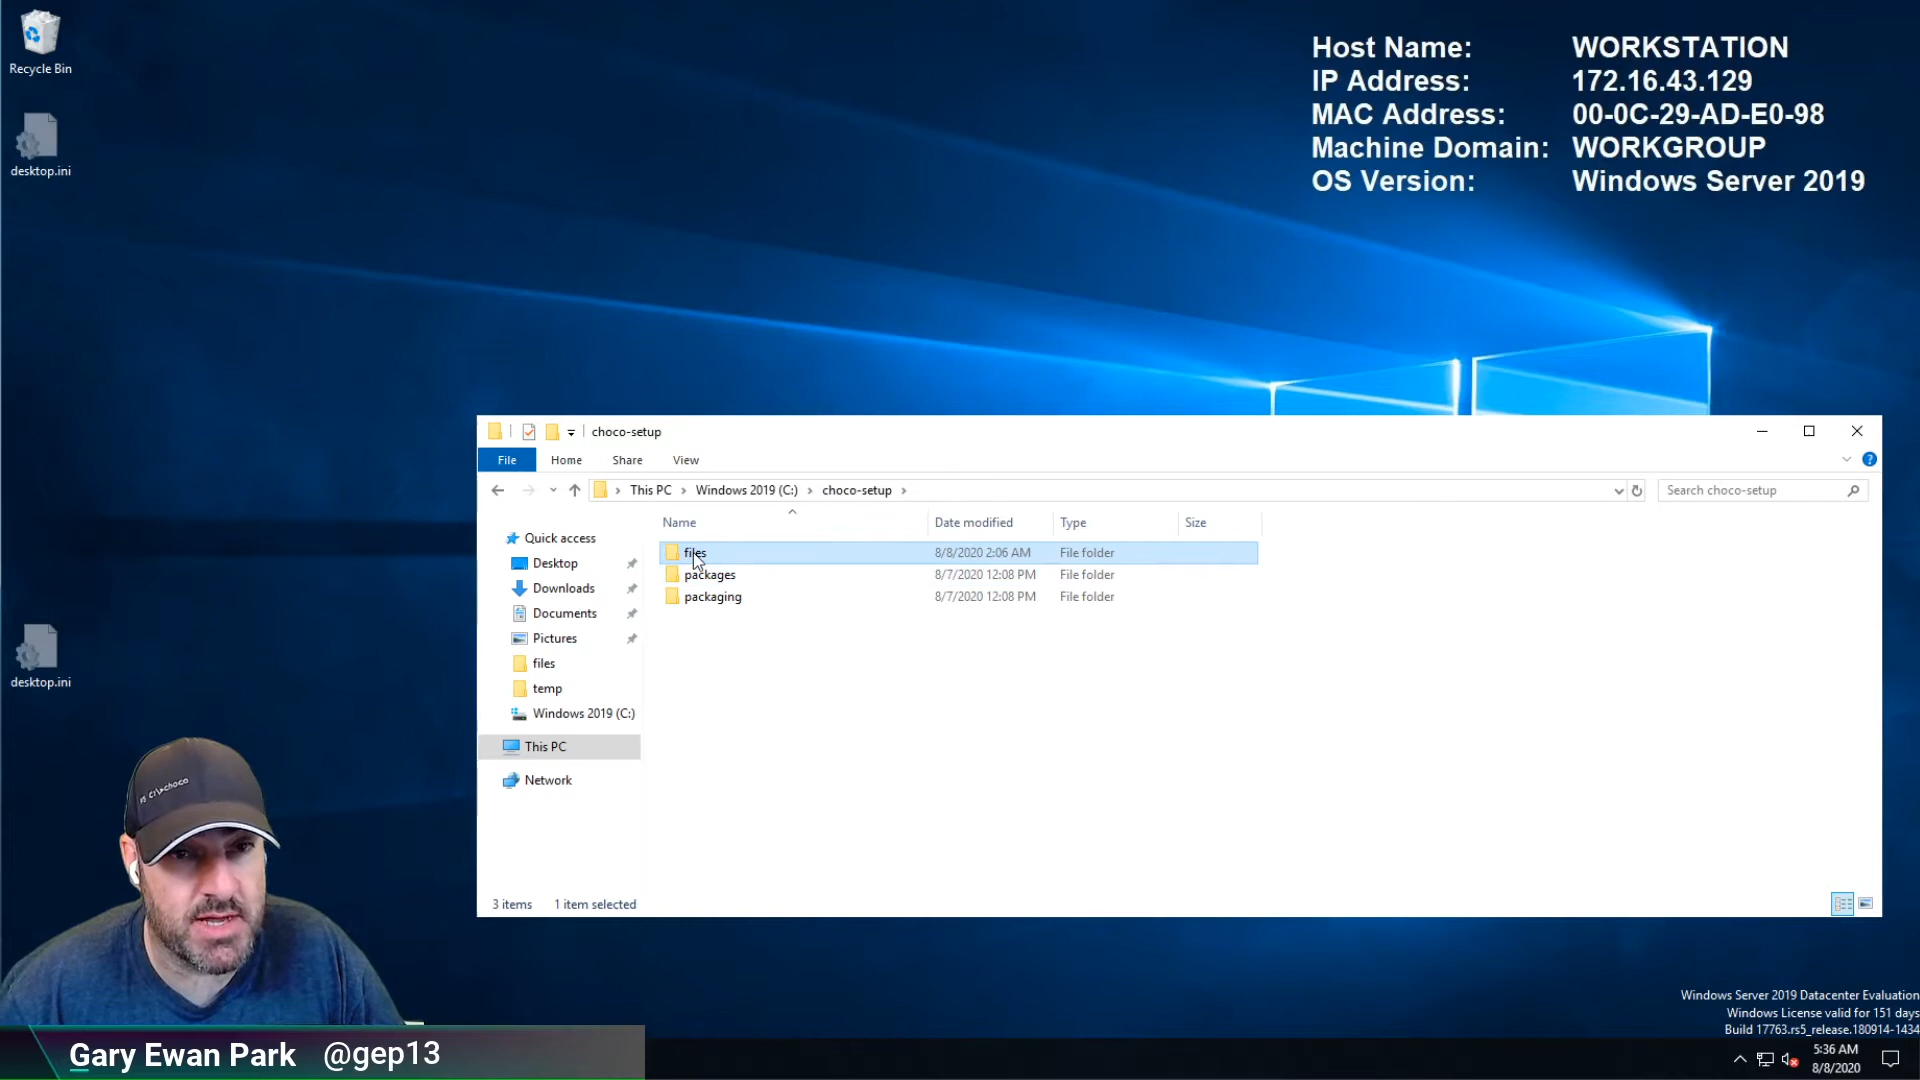 Recycle Bin
desktop.ini
desktop.ini
Host Name: WORKSTATION
IP Address: 172.16.43.129
MAC Address: 00-0C-29-AD-E0-98
Machine Domain: WORKGROUP
OS Version: Windows Server 2019
choco-setup
File Home Share View
This PC > Windows 2019 (C:) > choco-setup >
Search choco-setup
Name Date modified Type Size
files 8/8/2020 2:06 AM File folder
packages 8/7/2020 12:08 PM File folder
packaging 8/7/2020 12:08 PM File folder
Quick access
Desktop
Downloads
Documents
Pictures
files
temp
Windows 2019 (C:)
This PC
Network
3 items 1 item selected
PS C:\>choco
Gary Ewan Park @gep13
Windows Server 2019 Datacenter Evaluation
Windows License valid for 151 days
Build 17763.rs5_release.180914-1434
5:36 AM
8/8/2020